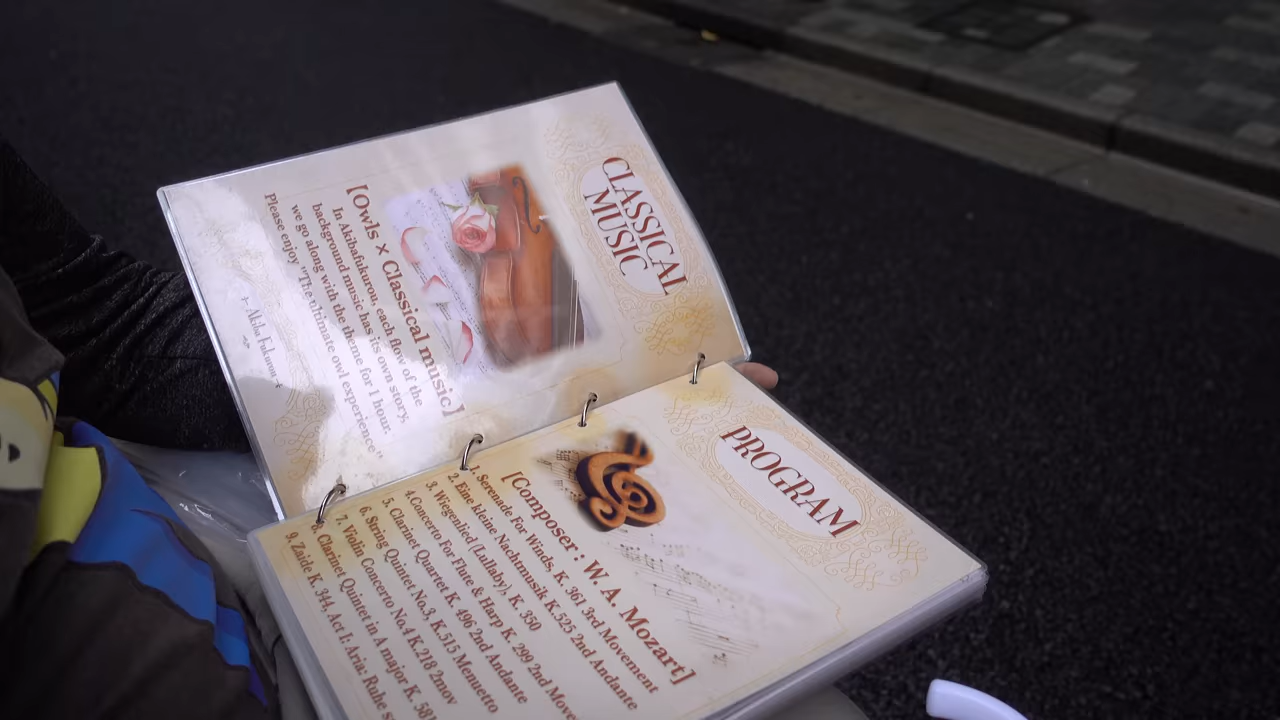 CLASSICAL
MUSIC
[Owls × Classical music]
In Akibafukurou, each flow of the
background music has its own story,
we go along with the theme for 1 hour.
Please enjoy "The ultimate owl experience"
Akiba Fukurou
PROGRAM
[Composer : W. A. Mozart]
1. Serenade For Winds, K. 361 3rd Movement
2. Eine kleine Nachtmusik K.525 2nd Andante
3. Wiegenlied (Lullaby), K. 350
4.Concerto For Flute & Harp K. 299 2nd Move
5. Clarinet Quartet K. 496 2nd Andante
6. String Quintet No.3, K.515 Menuetto
7. Violin Concerto No.4 K.218 2mov
8. Clarinet Quintet in A major K. 581
9. Zaide K. 344, Act I: Aria: Ruhe